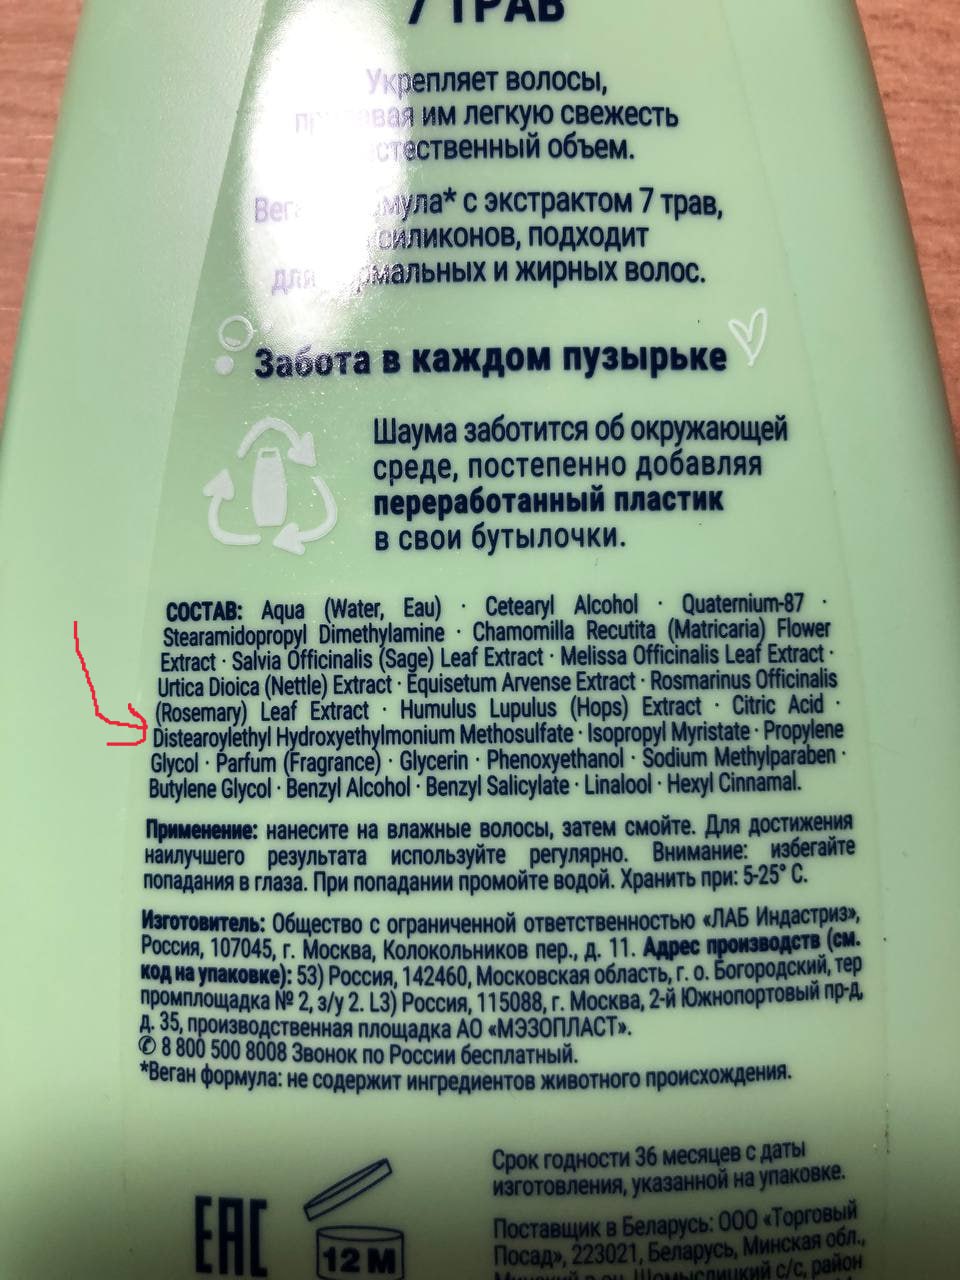 7 ТРАВ
Укрепляет волосы,
им легкую свежесть
естественный объем.
формула* с экстрактом 7 трав,
силиконов, подходит
для нормальных и жирных волос.
Забота в каждом пузырьке
Шаума заботится об окружающей
среде, постепенно добавляя
переработанный пластик
в свои бутылочки.
СОСТАВ: Aqua (Water, Eau) · Cetearyl Alcohol · Quaternium-87 ·
Stearamidopropyl Dimethylamine · Chamomilla Recutita (Matricaria) Flower
Extract · Salvia Officinalis (Sage) Leaf Extract · Melissa Officinalis Leaf Extract ·
Urtica Dioica (Nettle) Extract · Equisetum Arvense Extract · Rosmarinus Officinalis
(Rosemary) Leaf Extract · Humulus Lupulus (Hops) Extract · Citric Acid ·
Distearoylethyl Hydroxyethylmonium Methosulfate · Isopropyl Myristate · Propylene
Glycol · Parfum (Fragrance) · Glycerin · Phenoxyethanol · Sodium Methylparaben ·
Butylene Glycol · Benzyl Alcohol · Benzyl Salicylate · Linalool · Hexyl Cinnamal.
Применение: нанесите на влажные волосы, затем смойте. Для достижения
наилучшего результата используйте регулярно. Внимание: избегайте
попадания в глаза. При попадании промойте водой. Хранить при: 5-25° С.
Изготовитель: Общество с ограниченной ответственностью «ЛАБ Индастриз»,
Россия, 107045, г. Москва, Колокольников пер., д. 11. Адрес производств (см.
код на упаковке): 53) Россия, 142460, Московская область, г. о. Богородский, тер
промплощадка № 2, з/у 2. L3) Россия, 115088, г. Москва, 2-й Южнопортовый пр-д,
д. 35, производственная площадка АО «МЭЗОПЛАСТ».
✆ 8 800 500 8008 Звонок по России бесплатный.
*Веган формула: не содержит ингредиентов животного происхождения.
Срок годности 36 месяцев с даты
изготовления, указанной на упаковке.
EAC
12 M
Поставщик в Беларусь: ООО «Торговый
Посад», 223021, Беларусь, Минская обл.,
Минский р-он, Щомыслицкий с/с, район